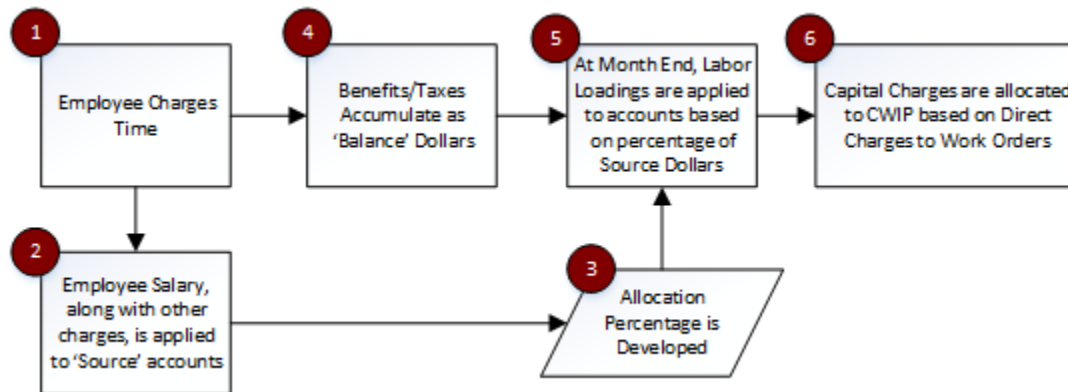 1
Employee Charges
Time
4
Benefits/Taxes
Accumulate as
‘Balance’ Dollars
5
At Month End, Labor
Loadings are applied
to accounts based
on percentage of
Source Dollars
6
Capital Charges are allocated
to CWIP based on Direct
Charges to Work Orders
2
Employee Salary,
along with other
charges, is applied
to ‘Source’ accounts
3
Allocation
Percentage is
Developed